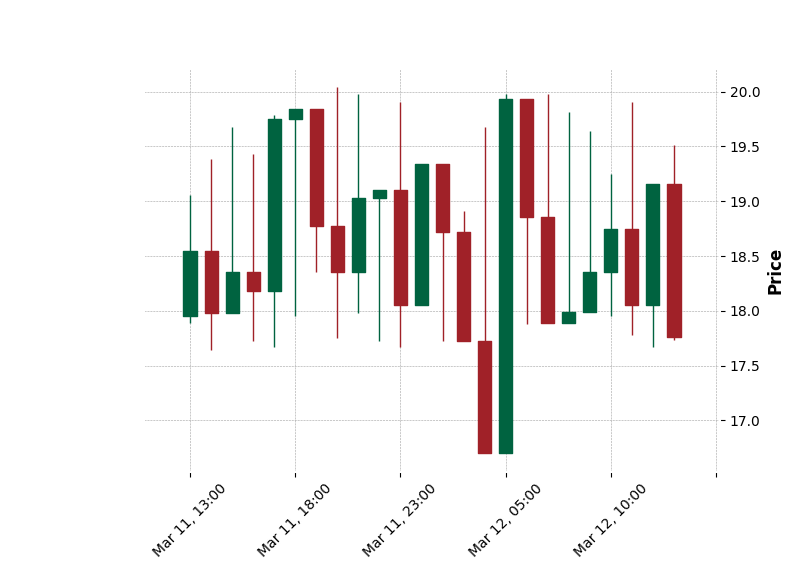 20.0
19.5
19.0
18.5
18.0
17.5
17.0
Price
Mar 11, 13:00
Mar 11, 18:00
Mar 11, 23:00
Mar 12, 05:00
Mar 12, 10:00